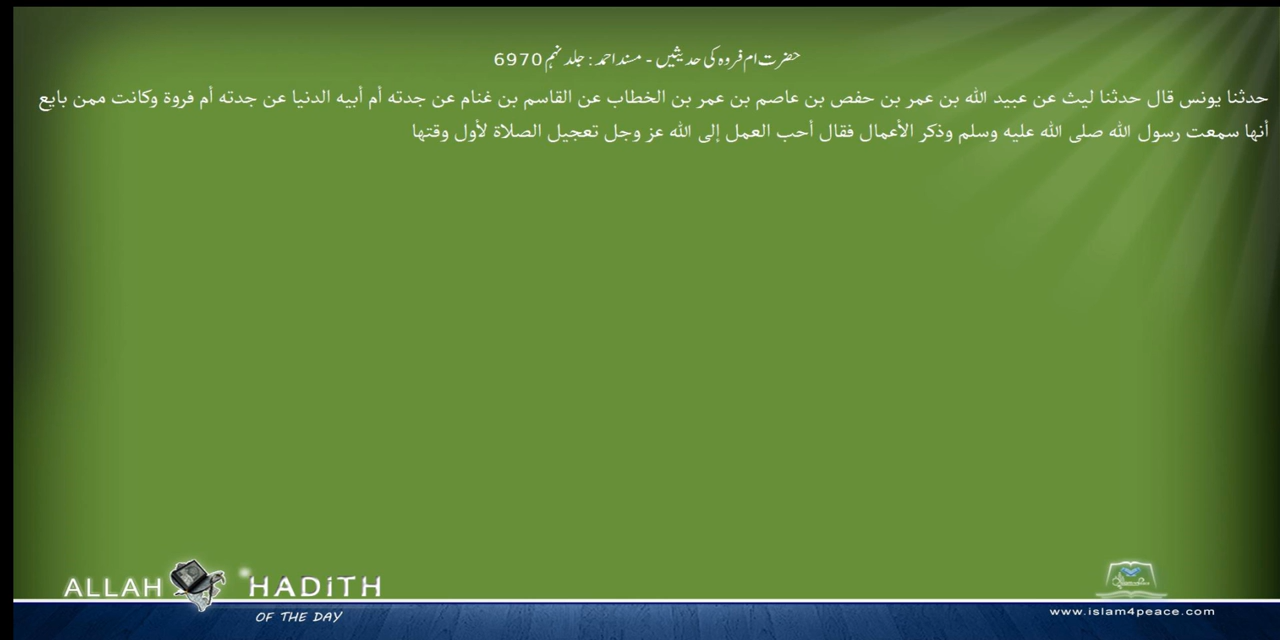 حضرت ام فروہ کی حدیثیں - مسند احمد : جلد نہم 6970
حدثنا يونس قال حدثنا ليث عن عبيد الله بن عمر بن حفص بن عاصم بن عمر بن الخطاب عن القاسم بن غنام عن جدته أم أبيه الدنيا عن جدته أم فروة وكانت ممن بايع
أنها سمعت رسول الله صلى الله عليه وسلم وذكر الأعمال فقال أحب العمل إلى الله عز وجل تعجيل الصلاة لأول وقتها
ALLAH HADITH
OF THE DAY
www.islam4peace.com